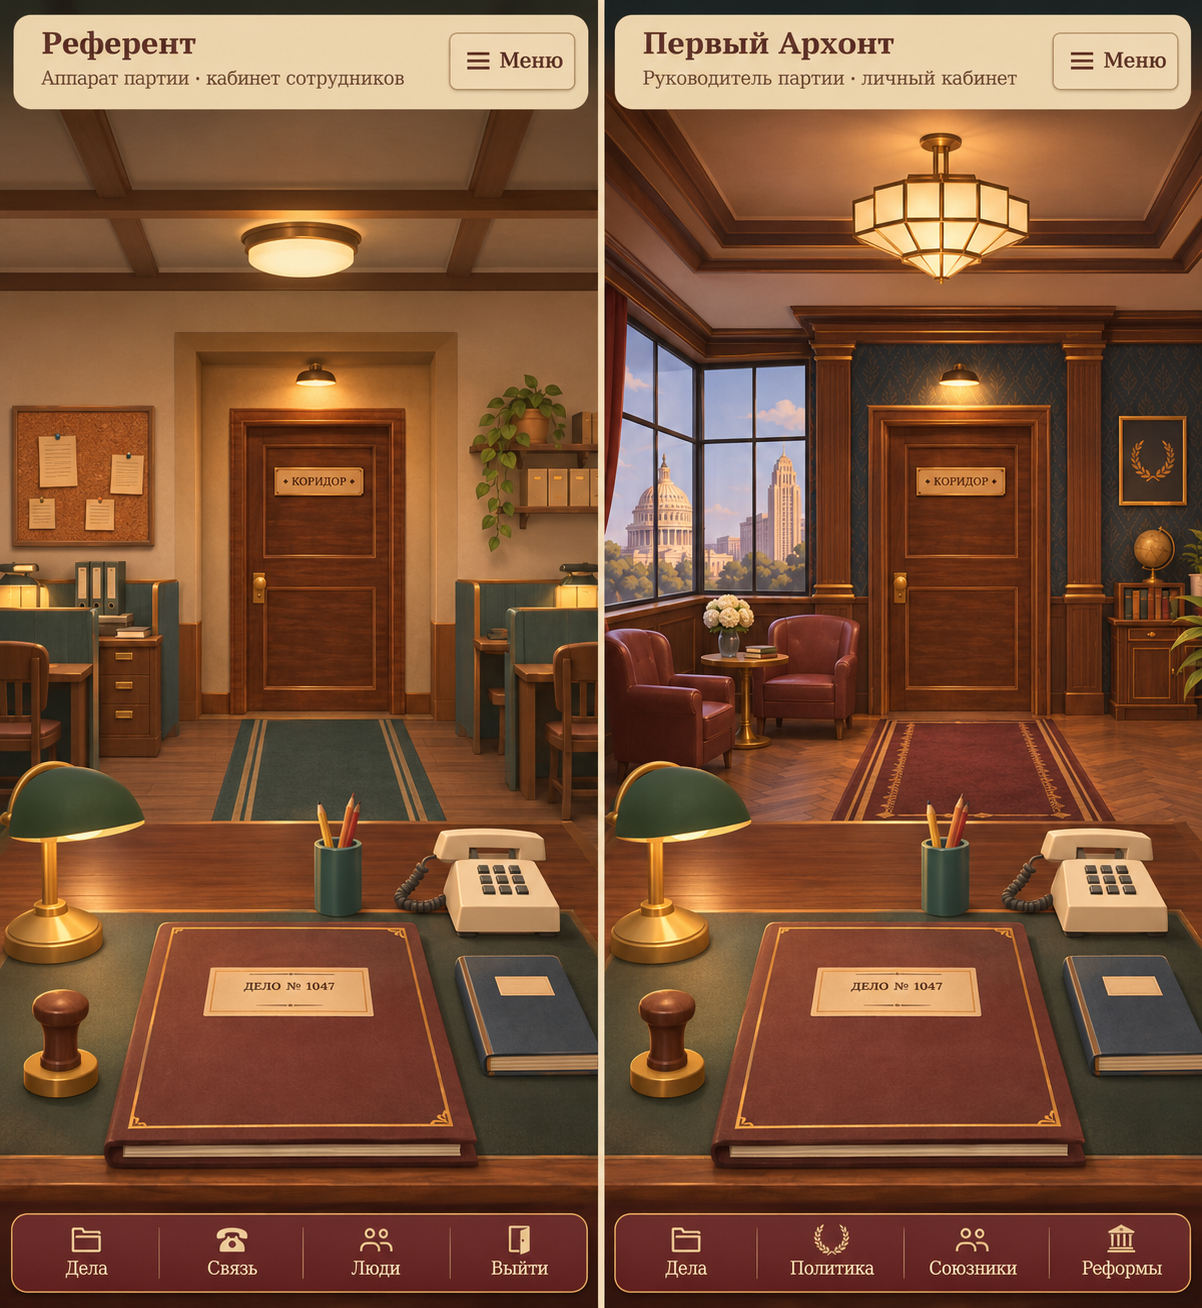 Референт
Аппарат партии · кабинет сотрудников
Меню
КОРИДОР
ДЕЛО № 1047
Дела
Связь
Люди
Выйти
Первый Архонт
Руководитель партии · личный кабинет
Меню
КОРИДОР
ДЕЛО № 1047
Дела
Политика
Союзники
Реформы